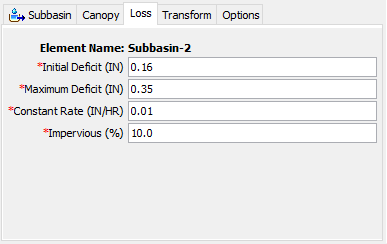 Subbasin Canopy Loss Transform Options
Element Name: Subbasin-2
*Initial Deficit (IN) 0.16
*Maximum Deficit (IN) 0.35
*Constant Rate (IN/HR) 0.01
*Impervious (%) 10.0